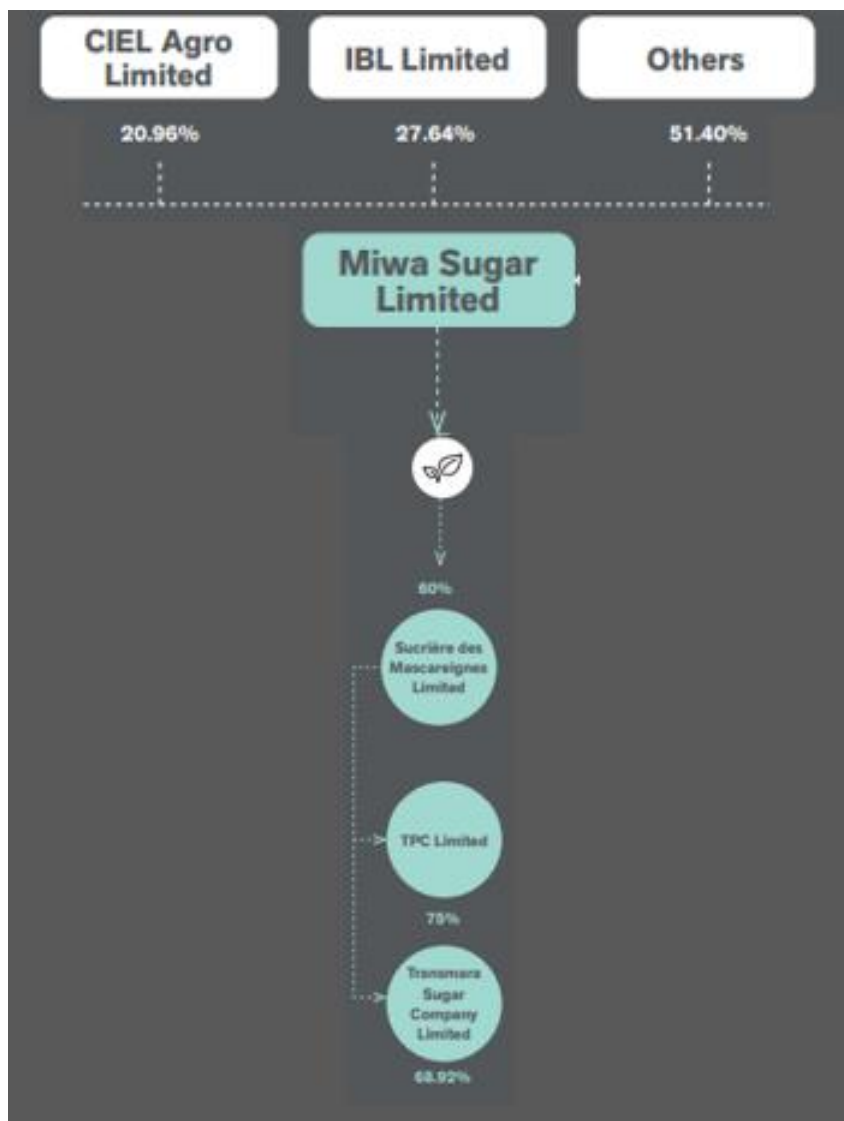 CIEL Agro
Limited
IBL Limited
Others
20.96%
27.64%
51.40%
Miwa Sugar
Limited
60%
Sucrière des
Mascareignes
Limited
TPC Limited
75%
Transmara
Sugar
Company
Limited
68.92%